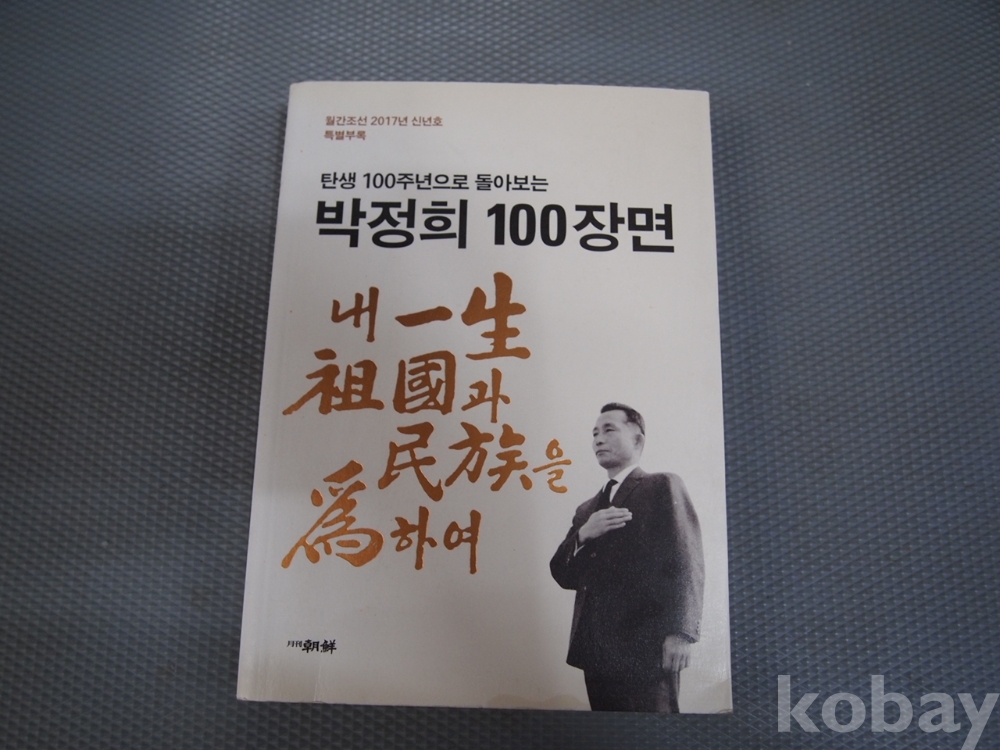 월간조선 2017년 신년호
특별부록
탄생 100주년으로 돌아보는
박정희 100장면
내 一生
祖國과
民族을
爲하여
月刊朝鮮
kobay